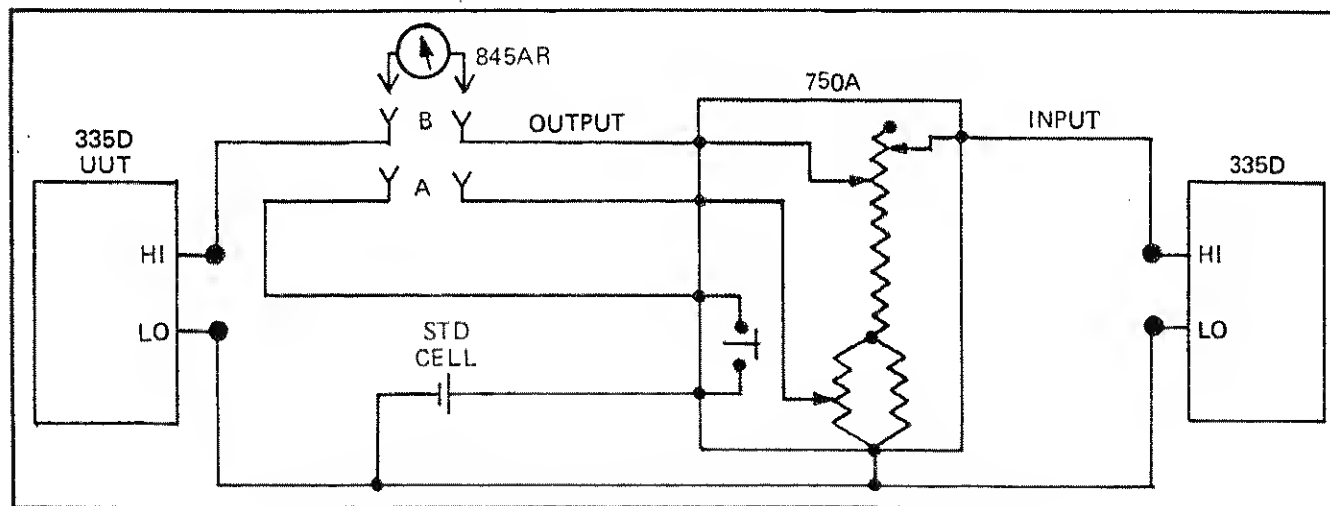 845AR
750A
B
OUTPUT
INPUT
335D
UUT
335D
A
HI
HI
LO
STD
CELL
LO